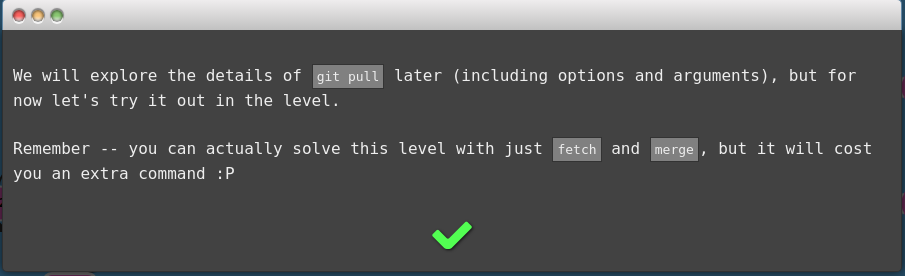 We will explore the details of git pull later (including options and arguments), but for
now let's try it out in the level.
Remember -- you can actually solve this level with just fetch and merge, but it will cost
you an extra command :P